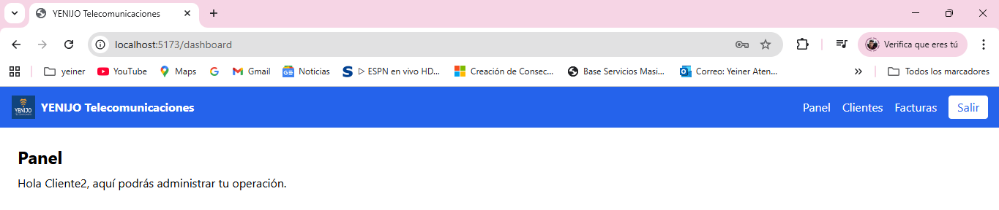 YENIJO Telecomunicaciones
localhost:5173/dashboard
Verifica que eres tú
yeiner YouTube Maps Gmail Noticias ▷ ESPN en vivo HD... Creación de Consec... Base Servicios Masi... Correo: Yeiner Aten... » Todos los marcadores
YENIJO YENIJO Telecomunicaciones Panel Clientes Facturas Salir
Panel
Hola Cliente2, aquí podrás administrar tu operación.